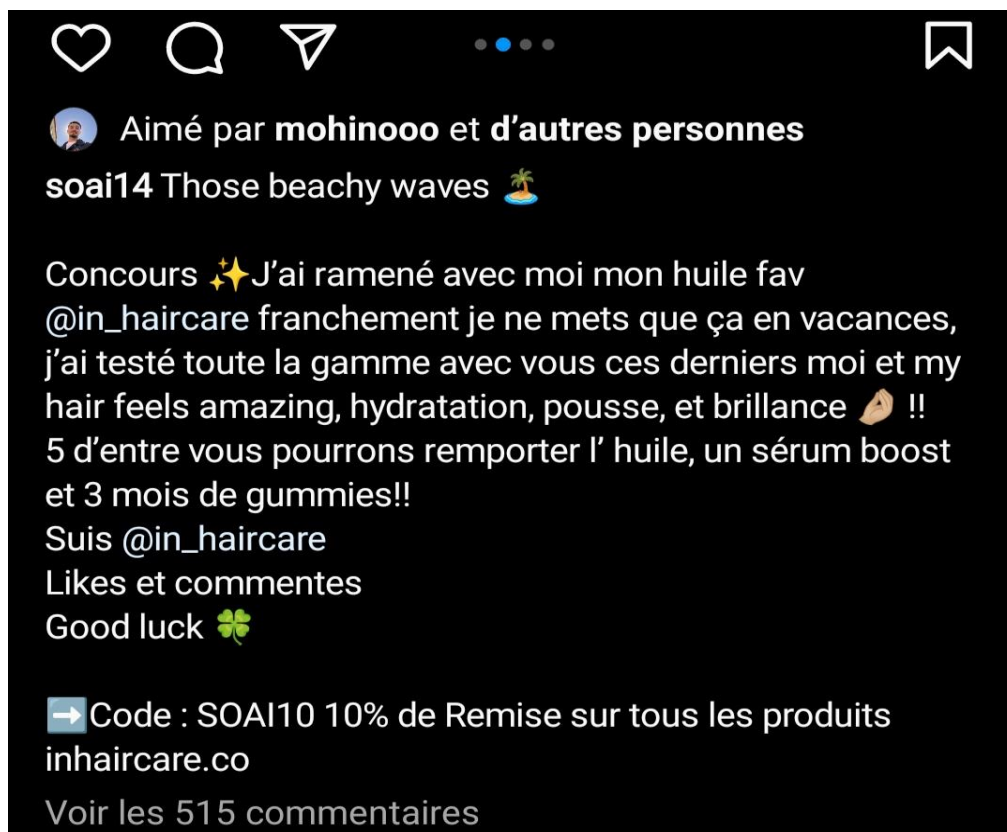 Aimé par mohinooo et d’autres personnes
soai14 Those beachy waves 🏝️
Concours ✨J’ai ramené avec moi mon huile fav
@in_haircare franchement je ne mets que ça en vacances,
j’ai testé toute la gamme avec vous ces derniers moi et my
hair feels amazing, hydratation, pousse, et brillance 🤌🏼 !!
5 d’entre vous pourrons remporter l’ huile, un sérum boost
et 3 mois de gummies!!
Suis @in_haircare
Likes et commentes
Good luck 🍀
➡️Code : SOAI10 10% de Remise sur tous les produits
inhaircare.co
Voir les 515 commentaires